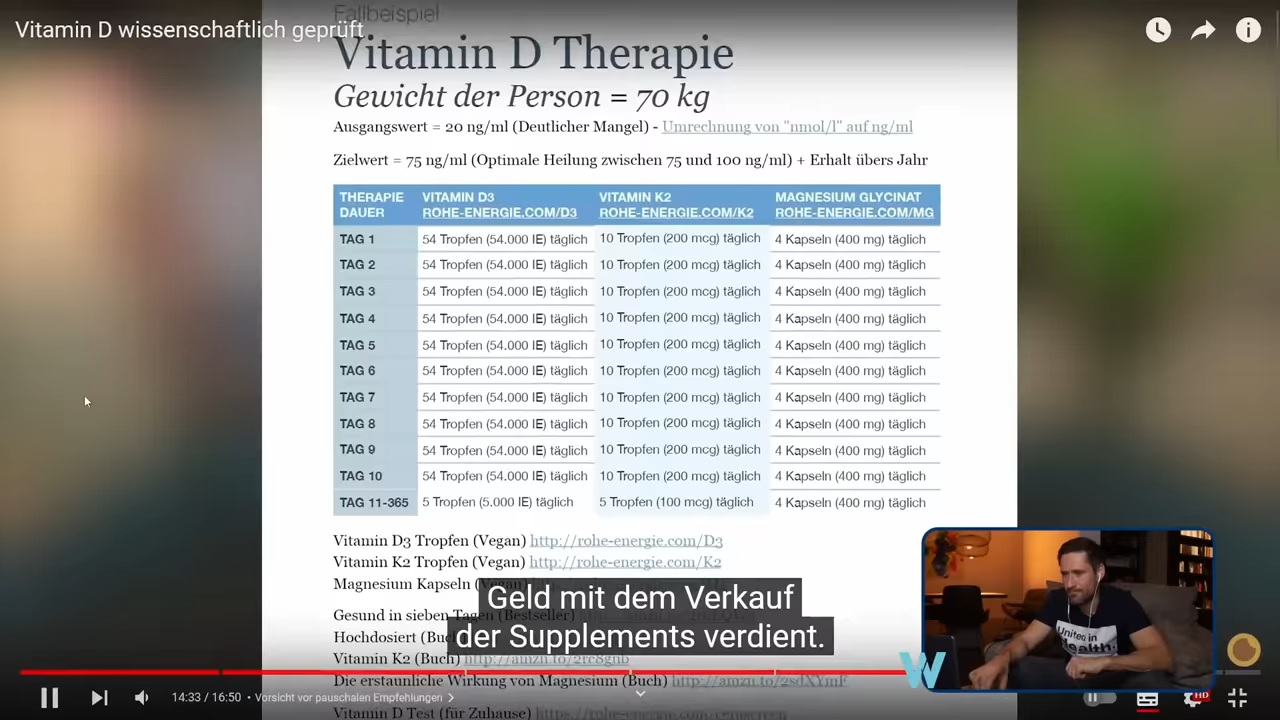 Fallbeispiel
Vitamin D wissenschaftlich geprüft
Vitamin D Therapie
Gewicht der Person = 70 kg
Ausgangswert = 20 ng/ml (Deutlicher Mangel) - Umrechnung von "nmol/l" auf ng/ml
Zielwert = 75 ng/ml (Optimale Heilung zwischen 75 und 100 ng/ml) + Erhalt übers Jahr
THERAPIE DAUER VITAMIN D3 ROHE-ENERGIE.COM/D3 VITAMIN K2 ROHE-ENERGIE.COM/K2 MAGNESIUM GLYCINAT ROHE-ENERGIE.COM/MG
TAG 1 54 Tropfen (54.000 IE) täglich 10 Tropfen (200 mcg) täglich 4 Kapseln (400 mg) täglich
TAG 2 54 Tropfen (54.000 IE) täglich 10 Tropfen (200 mcg) täglich 4 Kapseln (400 mg) täglich
TAG 3 54 Tropfen (54.000 IE) täglich 10 Tropfen (200 mcg) täglich 4 Kapseln (400 mg) täglich
TAG 4 54 Tropfen (54.000 IE) täglich 10 Tropfen (200 mcg) täglich 4 Kapseln (400 mg) täglich
TAG 5 54 Tropfen (54.000 IE) täglich 10 Tropfen (200 mcg) täglich 4 Kapseln (400 mg) täglich
TAG 6 54 Tropfen (54.000 IE) täglich 10 Tropfen (200 mcg) täglich 4 Kapseln (400 mg) täglich
TAG 7 54 Tropfen (54.000 IE) täglich 10 Tropfen (200 mcg) täglich 4 Kapseln (400 mg) täglich
TAG 8 54 Tropfen (54.000 IE) täglich 10 Tropfen (200 mcg) täglich 4 Kapseln (400 mg) täglich
TAG 9 54 Tropfen (54.000 IE) täglich 10 Tropfen (200 mcg) täglich 4 Kapseln (400 mg) täglich
TAG 10 54 Tropfen (54.000 IE) täglich 10 Tropfen (200 mcg) täglich 4 Kapseln (400 mg) täglich
TAG 11-365 5 Tropfen (5.000 IE) täglich 5 Tropfen (100 mcg) täglich 4 Kapseln (400 mg) täglich
Vitamin D3 Tropfen (Vegan) http://rohe-energie.com/D3
Vitamin K2 Tropfen (Vegan) http://rohe-energie.com/K2
Magnesium Kapseln
Geld mit dem Verkauf
Gesund in sieben Tagen (Bestseller)
der Supplements verdient.
Hochdosiert
United in
Health
Vitamin K2 (Buch)
W
Die erstaunliche Wirkung von Magnesium (Buch)
14:33 / 16:50 • Vorsicht vor pauschalen Empfehlungen
HD
Vitamin D Test (für Zuhause)